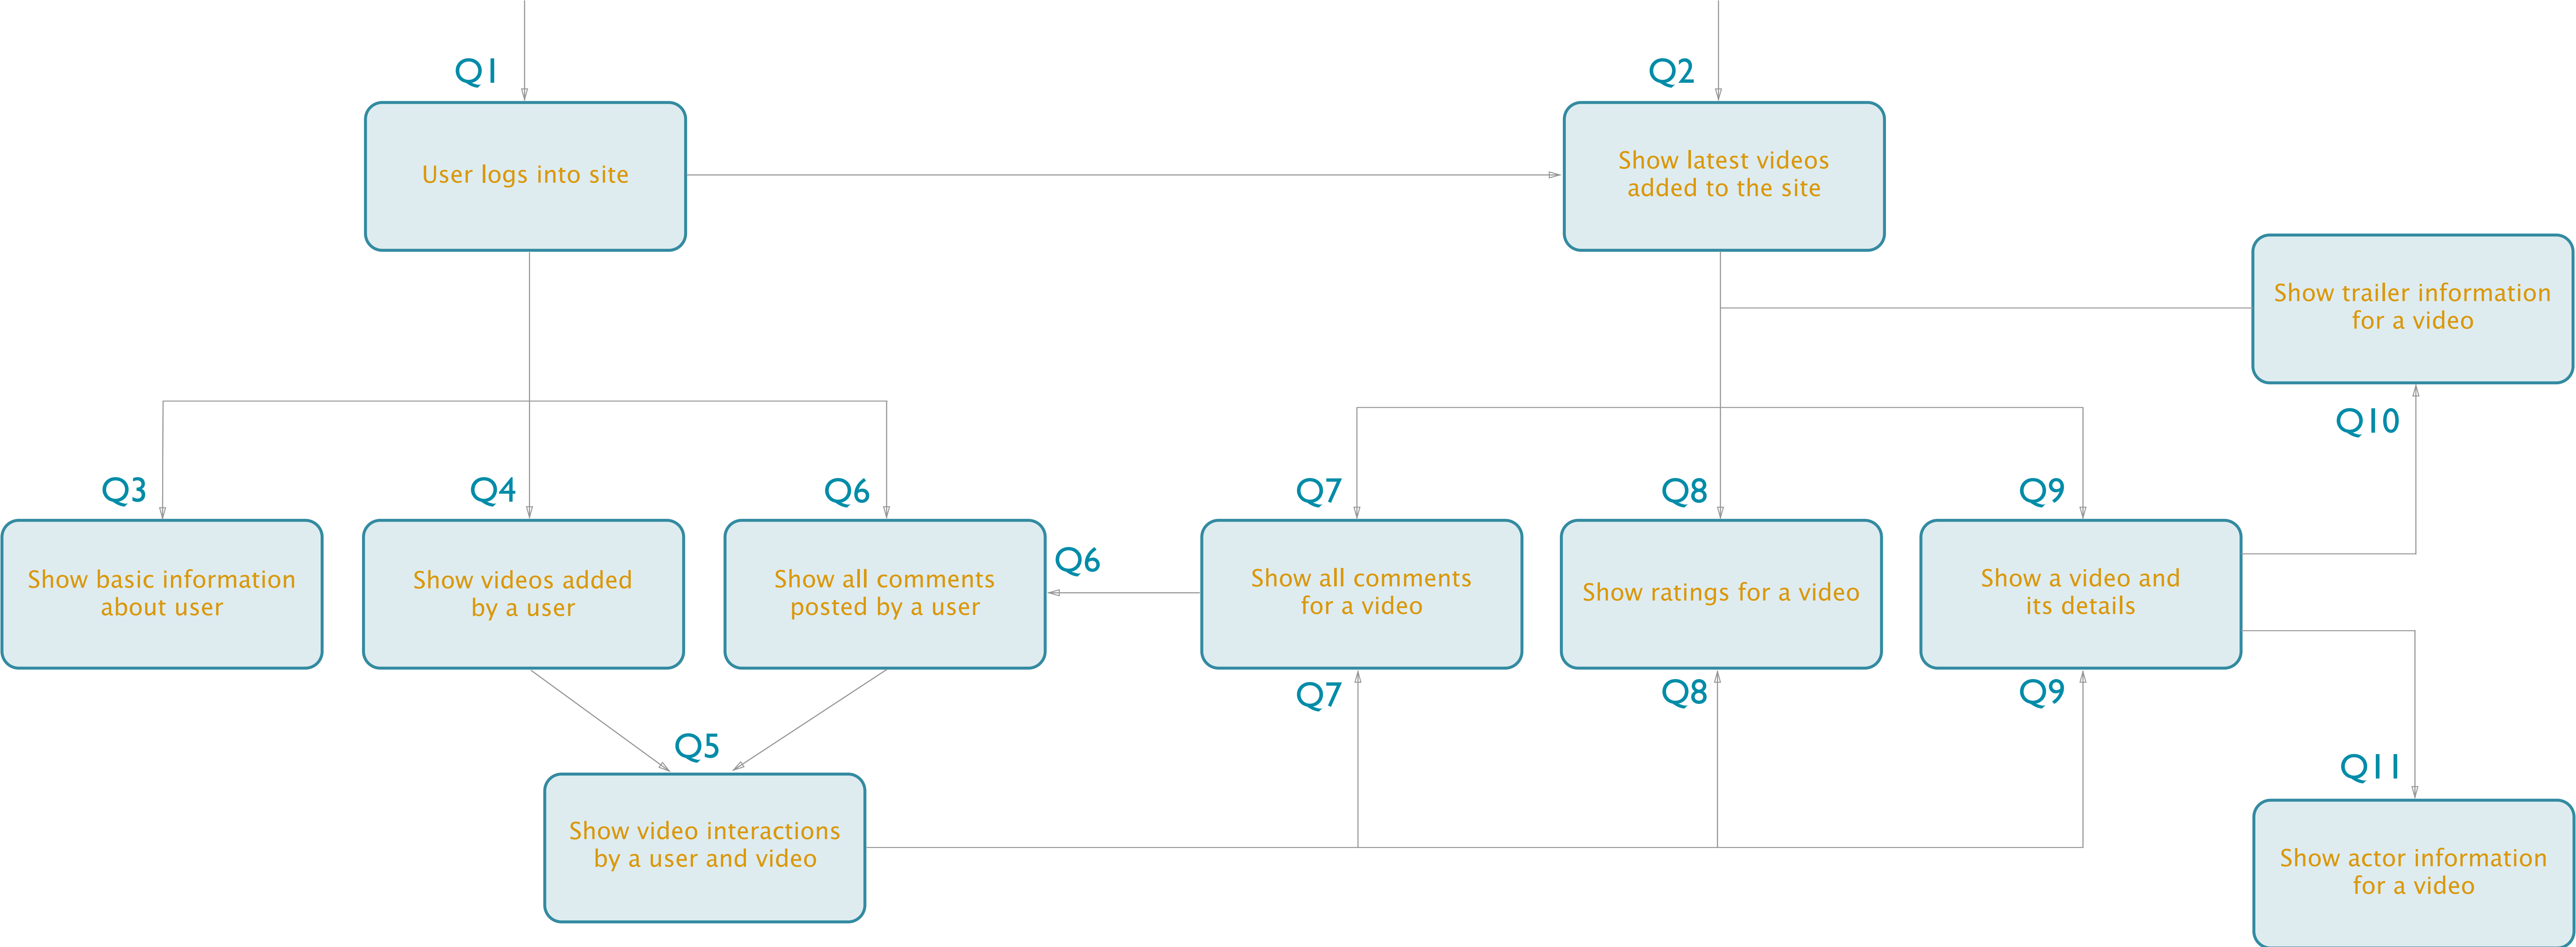 Q1
Q2
User logs into site
Show latest videos
added to the site
Show trailer information
for a video
Q10
Q3
Q4
Q6
Q7
Q8
Q9
Show basic information
about user
Show videos added
by a user
Show all comments
posted by a user
Q6
Show all comments
for a video
Show ratings for a video
Show a video and
its details
Q7
Q8
Q9
Q5
Q11
Show video interactions
by a user and video
Show actor information
for a video